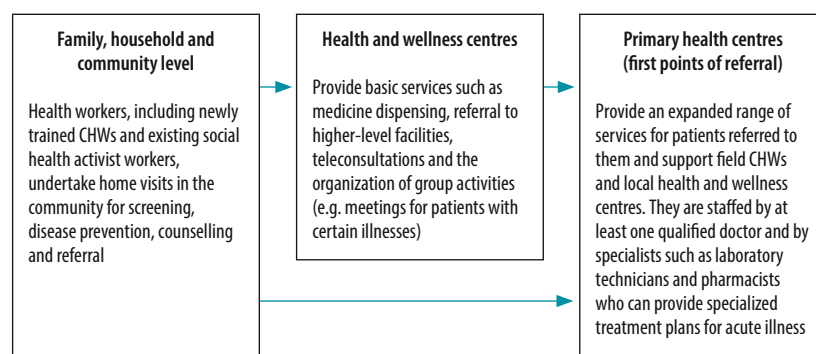 Family, household and
community level
Health workers, including newly
trained CHWs and existing social
health activist workers,
undertake home visits in the
community for screening,
disease prevention, counselling
and referral
Health and wellness centres
Provide basic services such as
medicine dispensing, referral to
higher-level facilities,
teleconsultations and the
organization of group activities
(e.g. meetings for patients with
certain illnesses)
Primary health centres
(first points of referral)
Provide an expanded range of
services for patients referred to
them and support field CHWs
and local health and wellness
centres. They are staffed by at
least one qualified doctor and by
specialists such as laboratory
technicians and pharmacists
who can provide specialized
treatment plans for acute illness